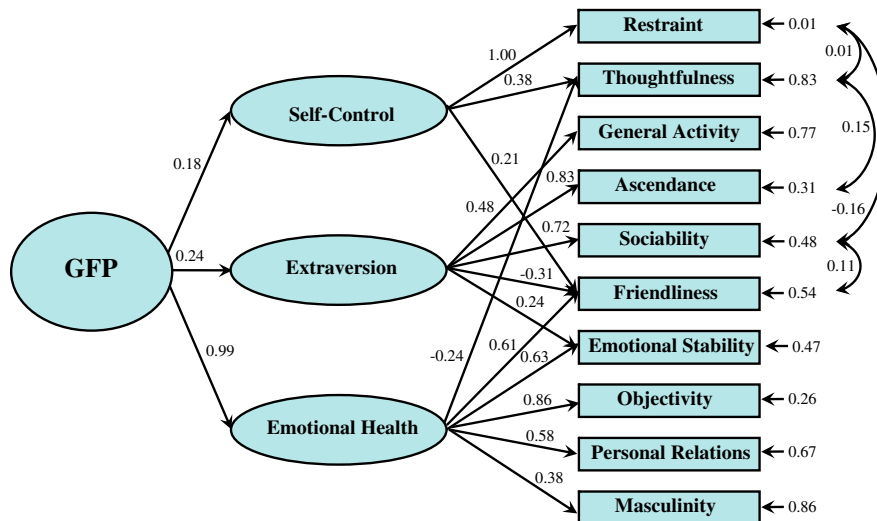 Restraint
0.01
0.01
1.00
Thoughtfulness
0.83
0.38
Self-Control
General Activity
0.77
0.15
0.18
0.21
0.83
Ascendance
0.31
0.48
-0.16
0.72
Sociability
0.48
GFP
0.24
Extraversion
-0.31
0.11
Friendliness
0.54
0.24
0.99
-0.24
0.61
0.63
Emotional Stability
0.47
0.86
Objectivity
0.26
Emotional Health
0.58
Personal Relations
0.67
0.38
Masculinity
0.86